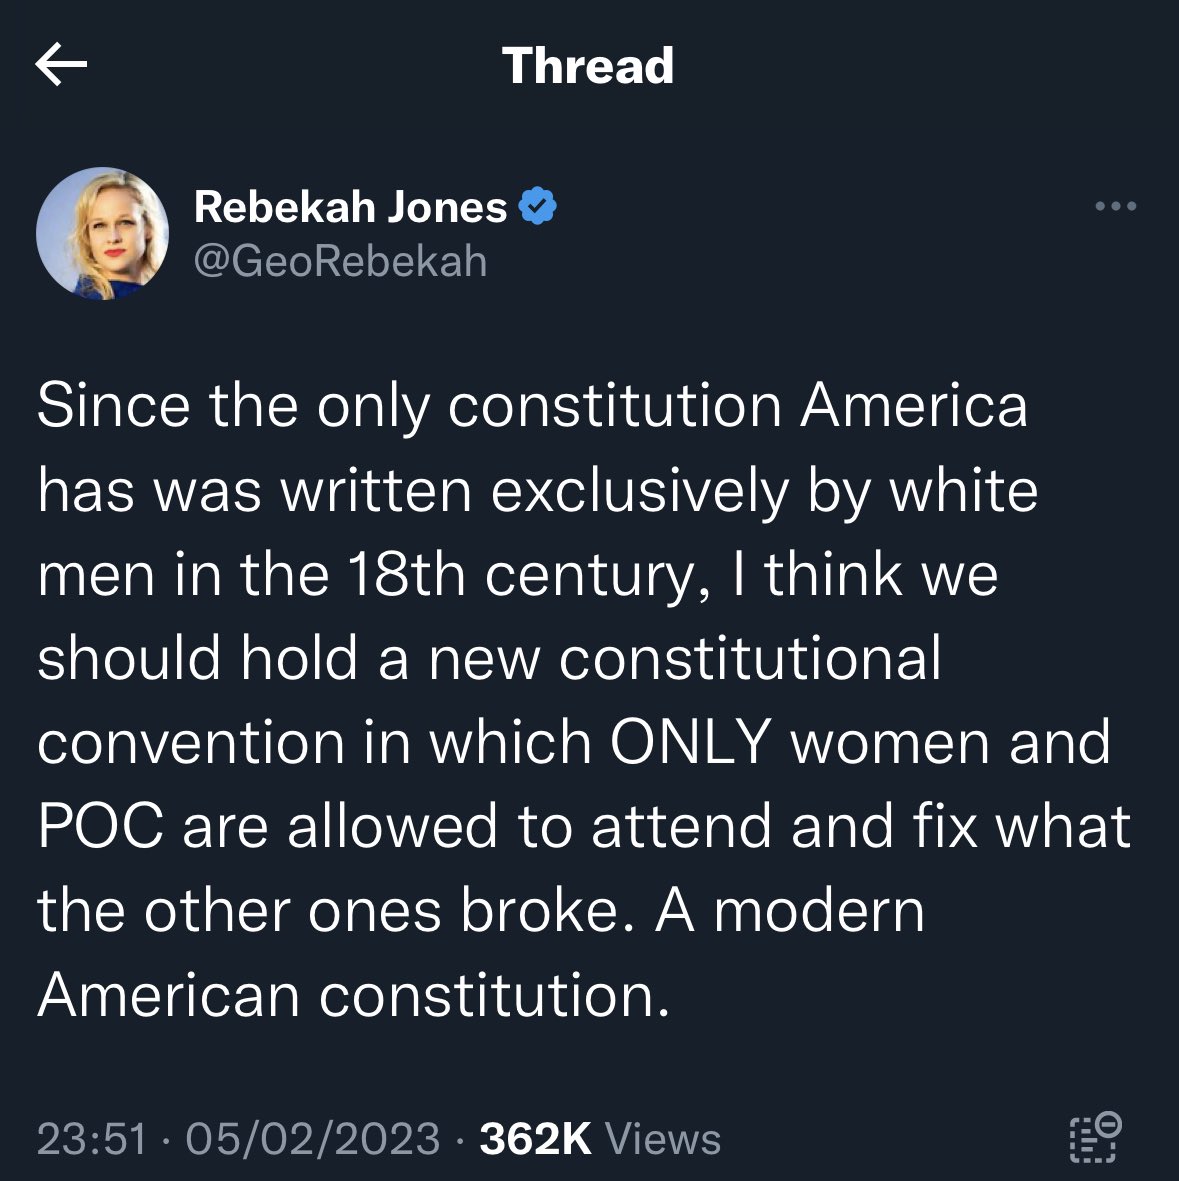 Thread
Rebekah Jones
@GeoRebekah
Since the only constitution America
has was written exclusively by white
men in the 18th century, I think we
should hold a new constitutional
convention in which ONLY women and
POC are allowed to attend and fix what
the other ones broke. A modern
American constitution.
23:51 · 05/02/2023 · 362K Views